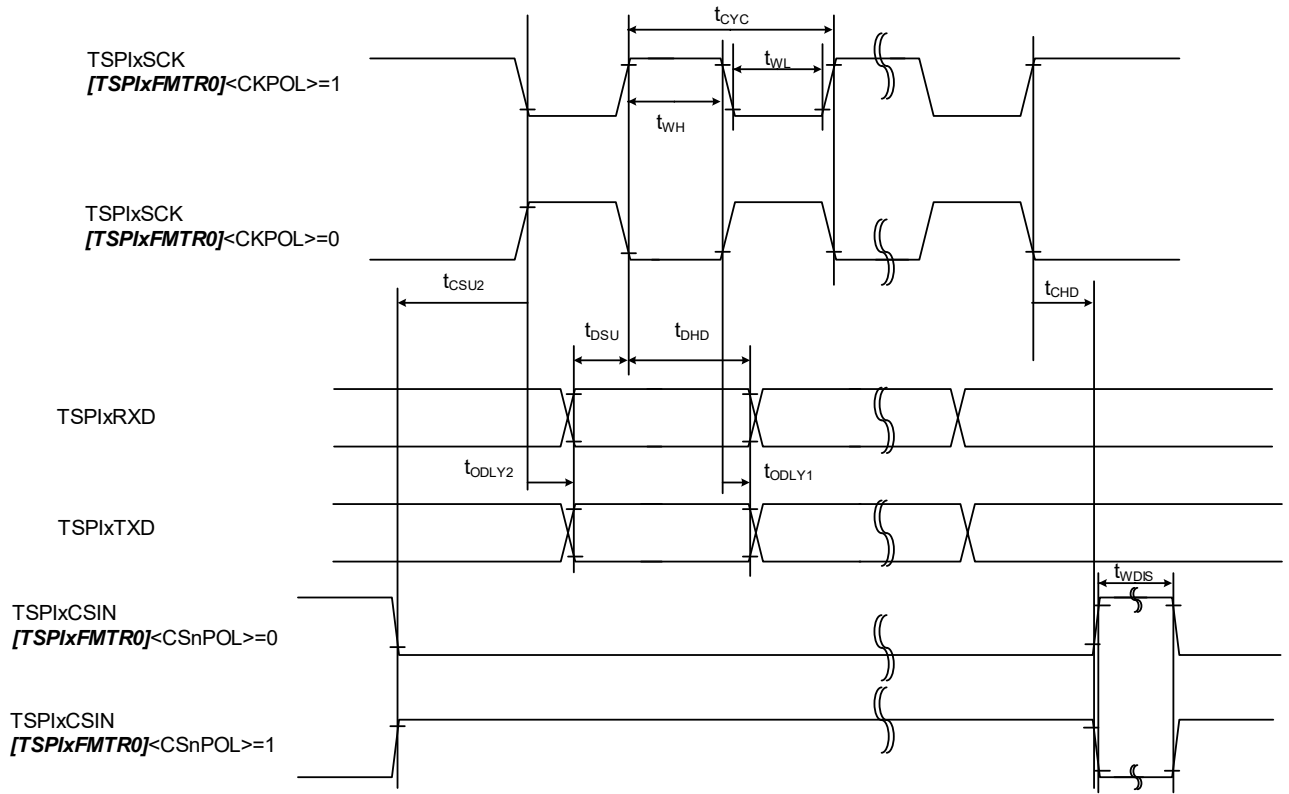 tCYC
TSPIxSCK
[TSPIxFMTR0]<CKPOL>=1
tWL
tWH
TSPIxSCK
[TSPIxFMTR0]<CKPOL>=0
tCSU2
tCHD
tDSU
tDHD
TSPIxRXD
tODLY2
tODLY1
TSPIxTXD
tWDIS
TSPIxCSIN
[TSPIxFMTR0]<CSnPOL>=0
TSPIxCSIN
[TSPIxFMTR0]<CSnPOL>=1